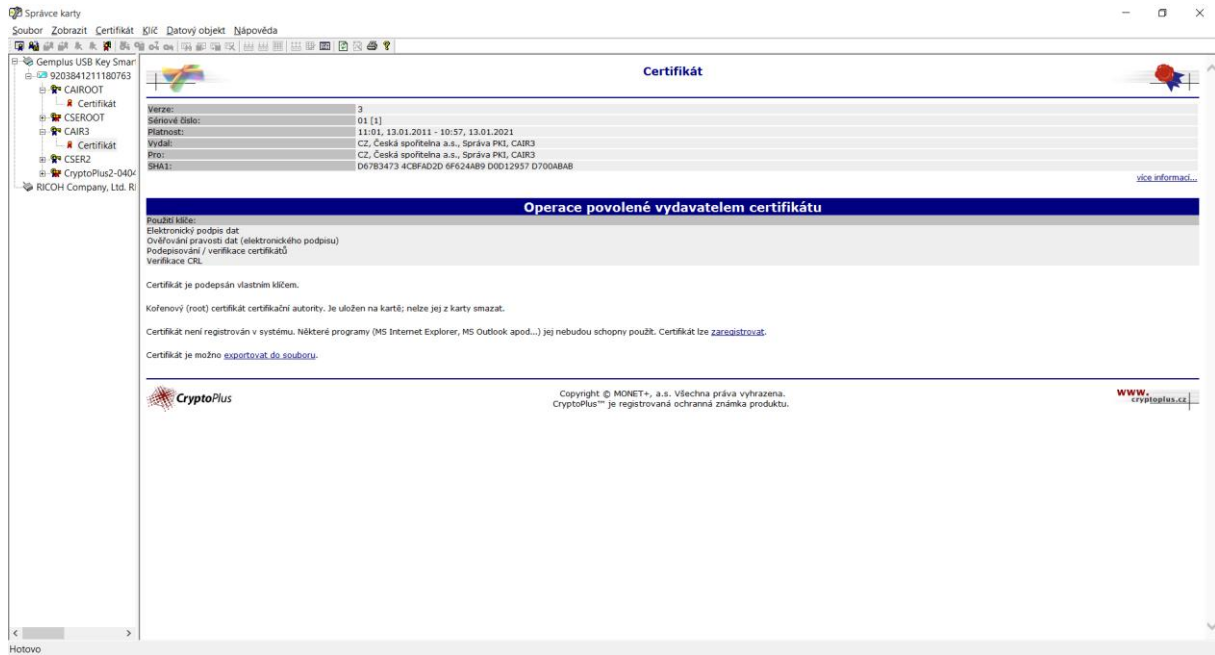 Správce karty
Soubor Zobrazit Certifikát Klíč Datový objekt Nápověda
Gemplus USB Key Smar
9203841211180763
CAIROOT
Certifikát
CSEROOT
CAIR3
Certifikát
CSER2
CryptoPlus2-0404
RICOH Company, Ltd. RI
Certifikát
Verze: 3
Sériové číslo: 01 [1]
Platnost: 11:01, 13.01.2011 - 10:57, 13.01.2021
Vydal: CZ, Česká spořitelna a.s., Správa PKI, CAIR3
Pro: CZ, Česká spořitelna a.s., Správa PKI, CAIR3
SHA1: D67B3473 4CBFAD2D 6F624AB9 D0D12957 D700ABAB
více informací...
Operace povolené vydavatelem certifikátu
Použití klíče:
Elektronický podpis dat
Ověřování pravosti dat (elektronického podpisu)
Podepisování / verifikace certifikátů
Verifikace CRL
Certifikát je podepsán vlastním klíčem.
Kořenový (root) certifikát certifikační autority. Je uložen na kartě; nelze jej z karty smazat.
Certifikát není registrován v systému. Některé programy (MS Internet Explorer, MS Outlook apod...) jej nebudou schopny použít. Certifikát lze zaregistrovat.
Certifikát je možno exportovat do souboru.
CryptoPlus
Copyright © MONET+, a.s. Všechna práva vyhrazena.
CryptoPlus™ je registrovaná ochranná známka produktu.
www.
cryptoplus.cz
Hotovo